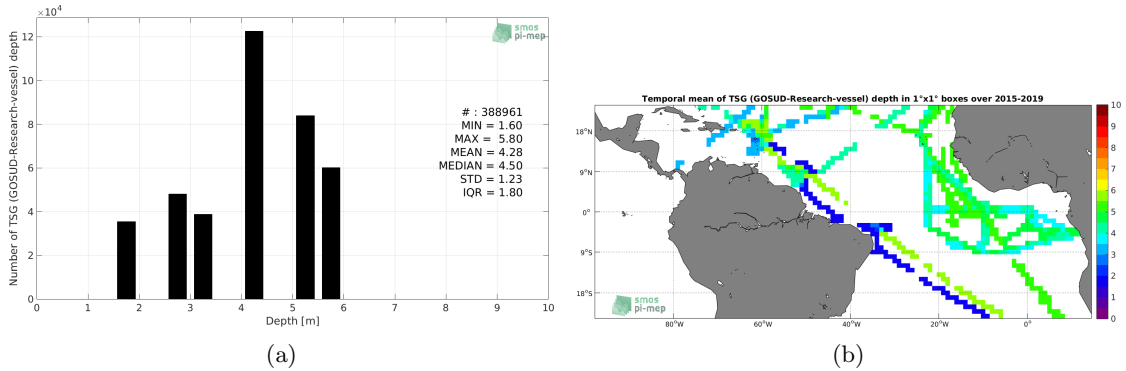 ×10⁴
12
10
8
6
4
2
0
Number of TSG (GOSUD-Research-vessel) depth
0 1 2 3 4 5 6 7 8 9 10
Depth [m]
smos
pi-mep
# : 388961
MIN = 1.60
MAX = 5.80
MEAN = 4.28
MEDIAN = 4.50
STD = 1.23
IQR = 1.80
(a)
Temporal mean of TSG (GOSUD-Research-vessel) depth in 1°x1° boxes over 2015-2019
18°N
9°N
0°
9°S
18°S
80°W 60°W 40°W 20°W 0°
smos
pi-mep
10
9
8
7
6
5
4
3
2
1
0
(b)